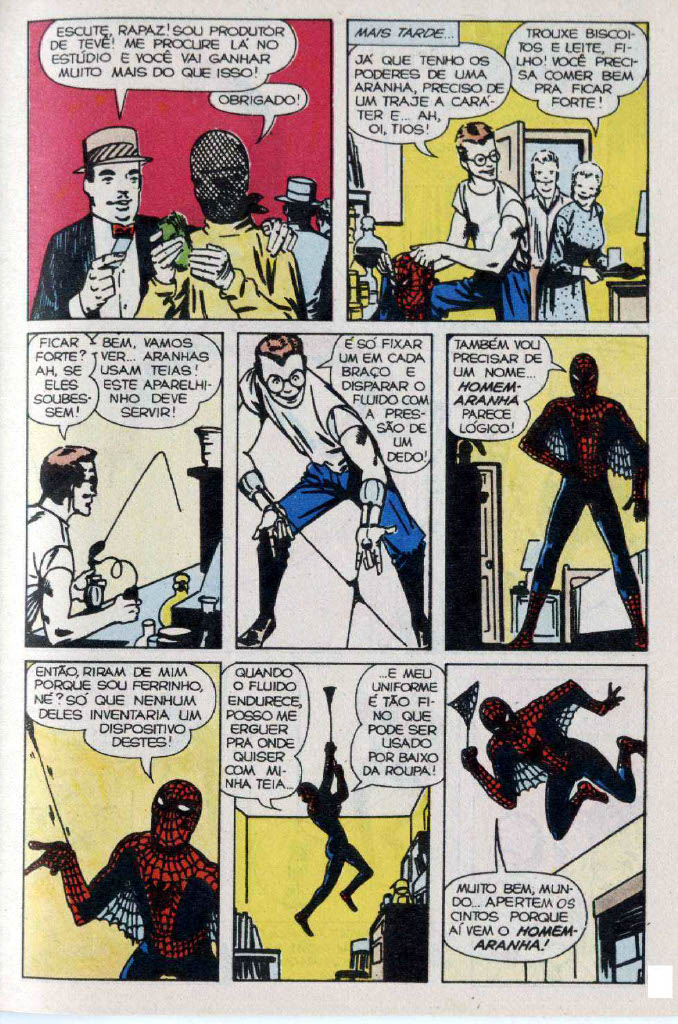 ESCUTE, RAPAZ! SOU PRODUTOR
DE TEVÊ! ME PROCURE LÁ NO
ESTÚDIO E VOCÊ VAI GANHAR
MUITO MAIS DO QUE ISSO!
OBRIGADO!
MAIS TARDE...
JÁ QUE TENHO OS
PODERES DE UMA
ARANHA, PRECISO DE
UM TRAJE A CARÁ-
TER E... AH,
OI, TIOS!
TROUXE BISCOI-
TOS E LEITE, FI-
LHO! VOCÊ PRECI-
SA COMER BEM
PRA FICAR
FORTE!
FICAR
FORTE?
AH, SE
ELES
SOUBES-
SEM!
BEM, VAMOS
VER... ARANHAS
USAM TEIAS!
ESTE APARELHI-
NHO DEVE
SERVIR!
É SÓ FIXAR
UM EM CADA
BRAÇO E
DISPARAR O
FLUIDO COM
A PRES-
SÃO DE
UM
DEDO!
TAMBÉM VOU
PRECISAR DE
UM NOME...
HOMEM-
ARANHA
PARECE
LÓGICO!
ENTÃO, RIRAM DE MIM
PORQUE SOU FERRINHO,
NÉ? SÓ QUE NENHUM
DELES INVENTARIA UM
DISPOSITIVO
DESTES!
QUANDO
O FLUIDO
ENDURECE,
POSSO ME
ERGUER
PRA ONDE
QUISER
COM MI-
NHA TEIA...
...E MEU
UNIFORME
É TÃO FI-
NO QUE
PODE SER
USADO
POR BAIXO
DA ROUPA!
MUITO BEM, MUN-
DO... APERTEM OS
CINTOS PORQUE
AÍ VEM O HOMEM-
ARANHA!